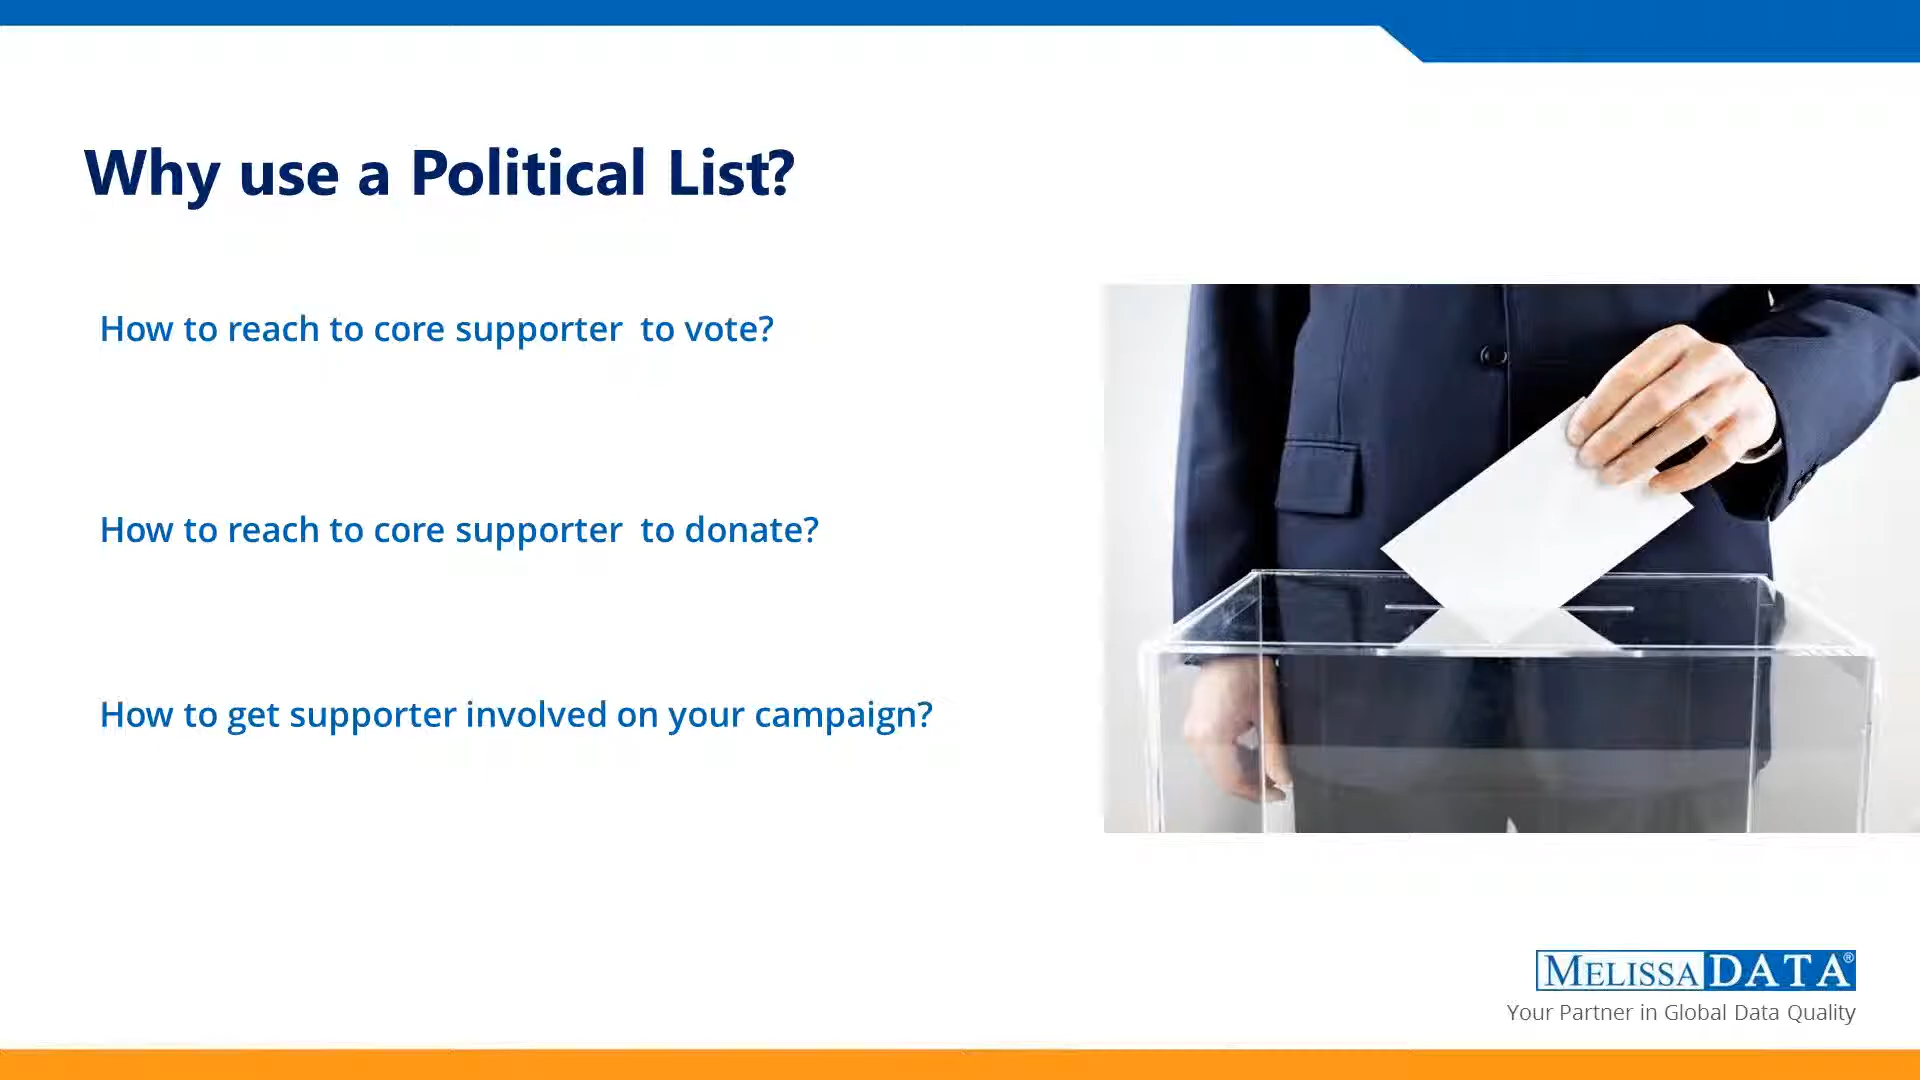 Why use a Political List?
How to reach to core supporter  to vote?
How to reach to core supporter  to donate?
How to get supporter involved on your campaign?
MELISSA DATA®
Your Partner in Global Data Quality